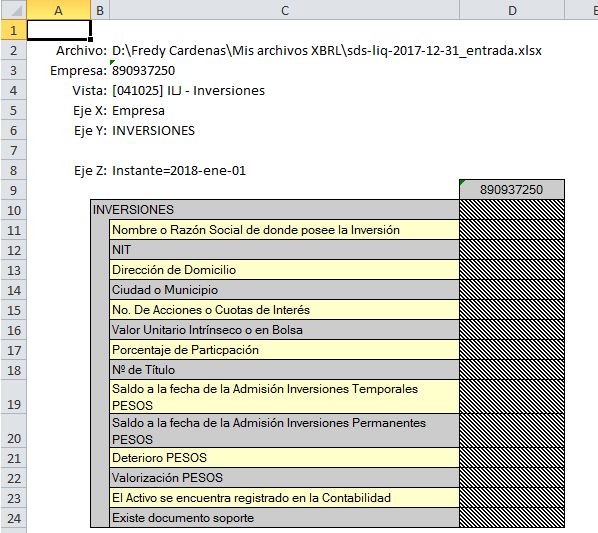 A B C D E
1
2 Archivo: D:\Fredy Cardenas\Mis archivos XBRL\sds-liq-2017-12-31_entrada.xlsx
3 Empresa: 890937250
4 Vista: [041025] ILJ - Inversiones
5 Eje X: Empresa
6 Eje Y: INVERSIONES
7
8 Eje Z: Instante=2018-ene-01
9 890937250
10 INVERSIONES
11 Nombre o Razón Social de donde posee la Inversión
12 NIT
13 Dirección de Domicilio
14 Ciudad o Municipio
15 No. De Acciones o Cuotas de Interés
16 Valor Unitario Intrínseco o en Bolsa
17 Porcentaje de Particpación
18 Nº de Título
19 Saldo a la fecha de la Admisión Inversiones Temporales
PESOS
20 Saldo a la fecha de la Admisión Inversiones Permanentes
PESOS
21 Deterioro PESOS
22 Valorización PESOS
23 El Activo se encuentra registrado en la Contabilidad
24 Existe documento soporte